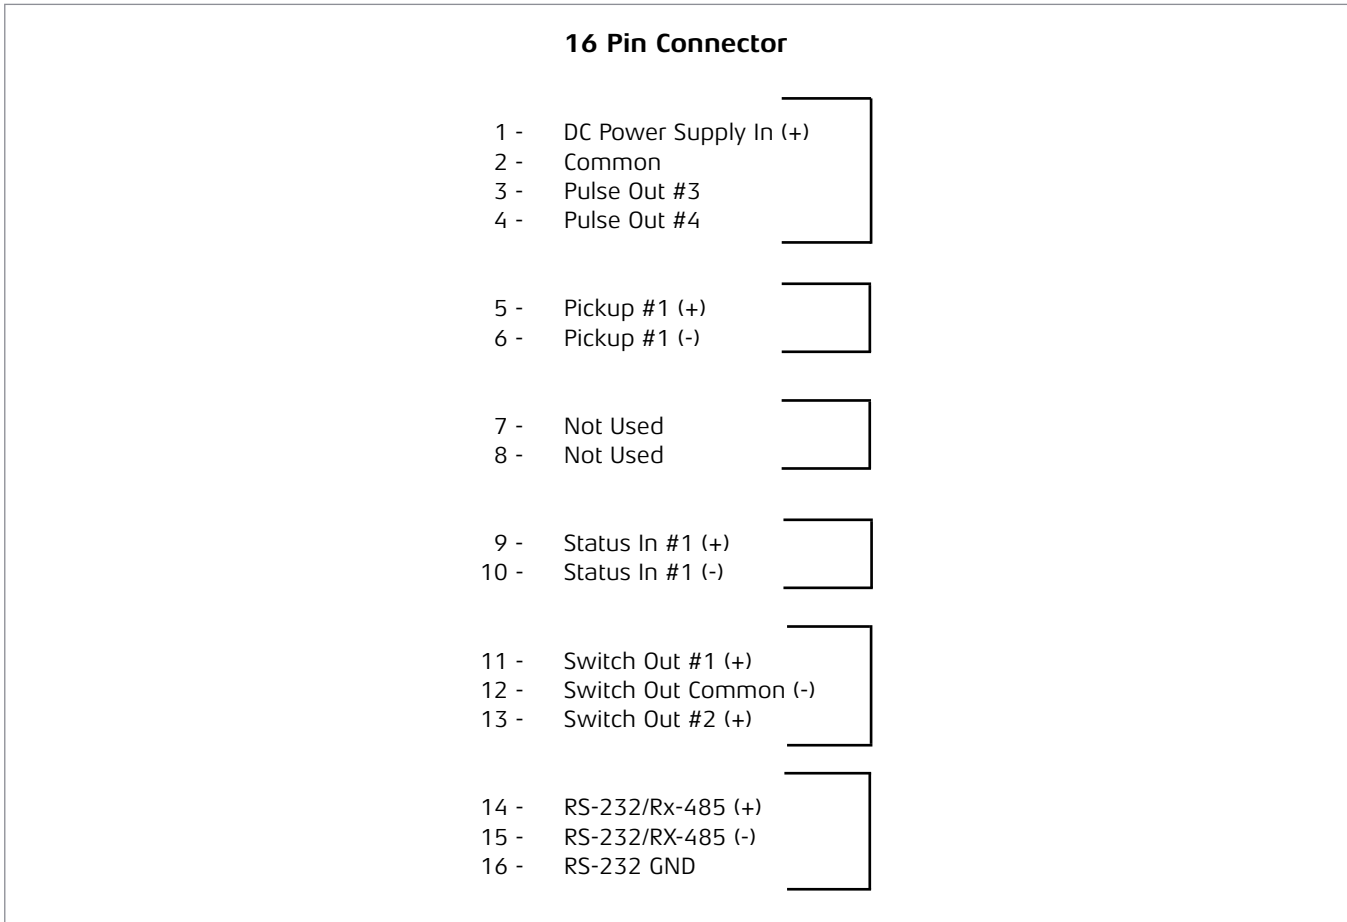 16 Pin Connector
1 - DC Power Supply In (+)
2 - Common
3 - Pulse Out #3
4 - Pulse Out #4
5 - Pickup #1 (+)
6 - Pickup #1 (-)
7 - Not Used
8 - Not Used
9 - Status In #1 (+)
10 - Status In #1 (-)
11 - Switch Out #1 (+)
12 - Switch Out Common (-)
13 - Switch Out #2 (+)
14 - RS-232/Rx-485 (+)
15 - RS-232/RX-485 (-)
16 - RS-232 GND